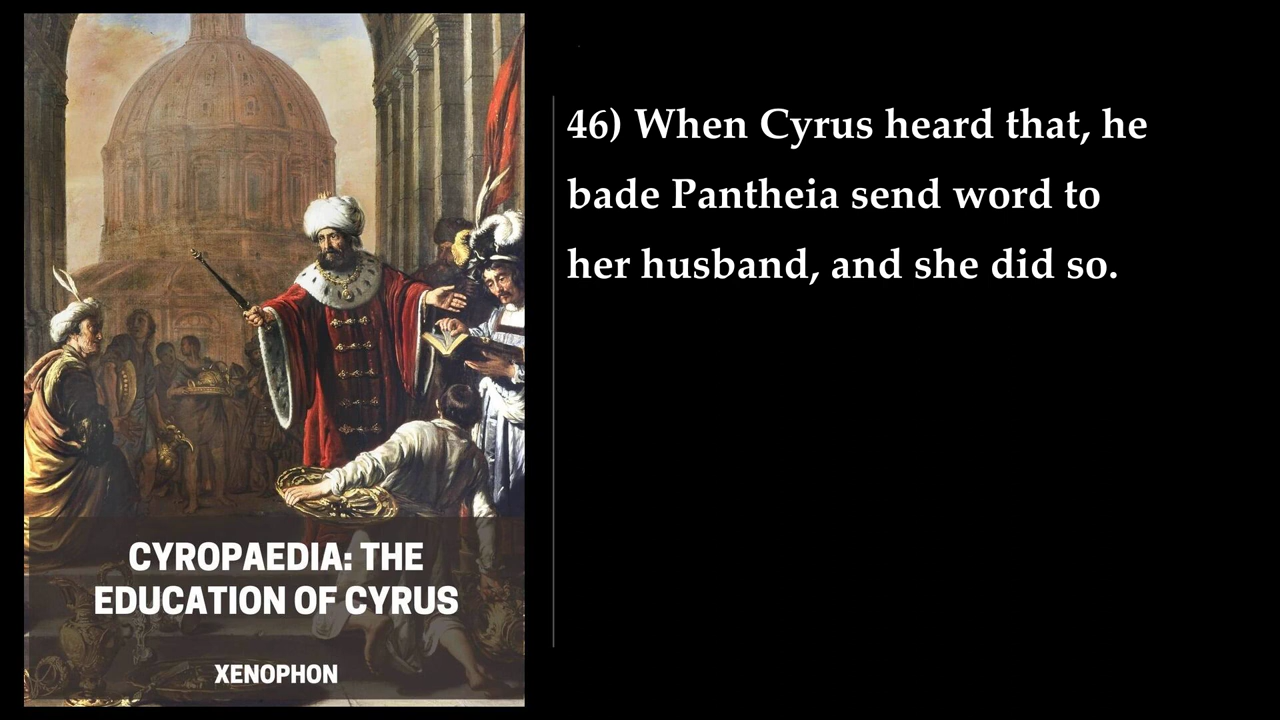 46) When Cyrus heard that, he
bade Pantheia send word to
her husband, and she did so.
CYROPAEDIA: THE
EDUCATION OF CYRUS
XENOPHON